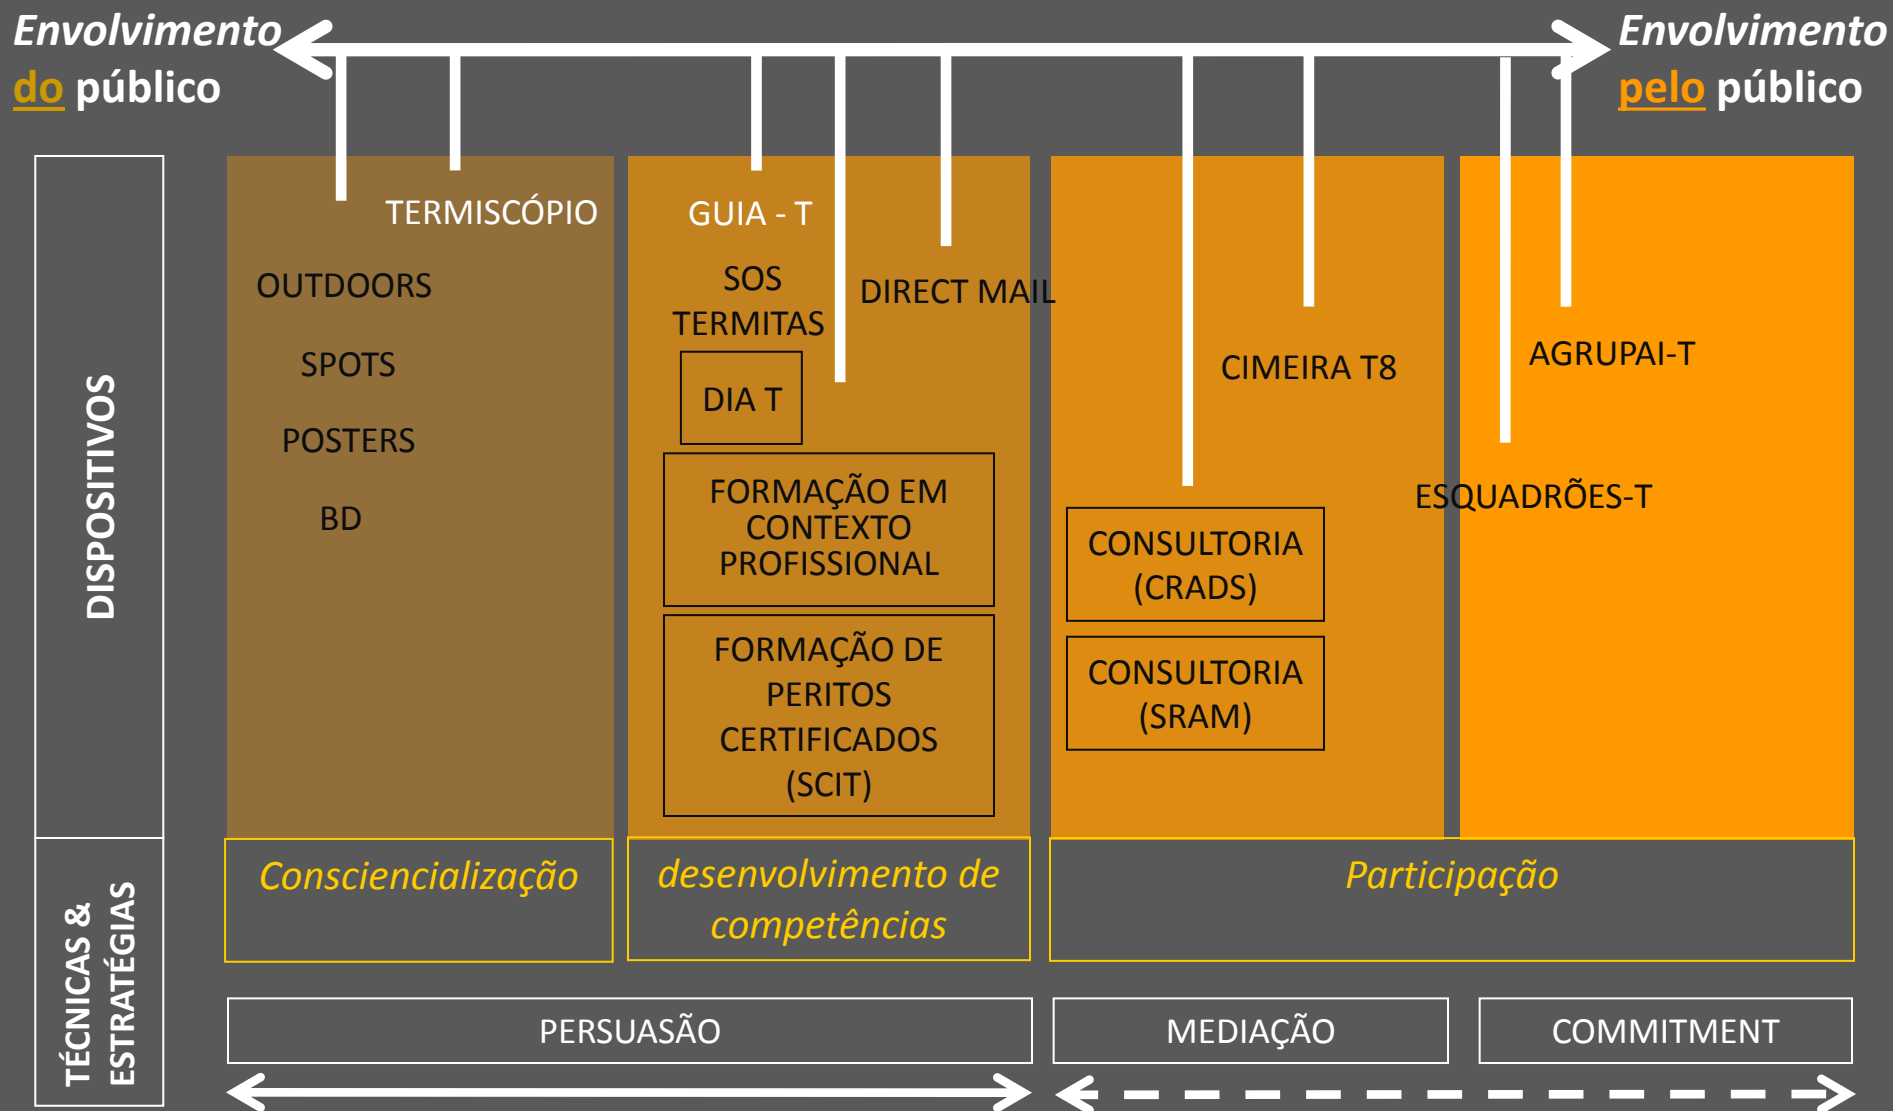 Envolvimento
do público
Envolvimento
pelo público
DISPOSITIVOS
TERMISCÓPIO
OUTDOORS
SPOTS
POSTERS
BD
GUIA - T
SOS
TERMITAS
DIA T
DIRECT MAIL
FORMAÇÃO EM
CONTEXTO
PROFISSIONAL
FORMAÇÃO DE
PERITOS
CERTIFICADOS
(SCIT)
CIMEIRA T8
CONSULTORIA
(CRADS)
CONSULTORIA
(SRAM)
AGRUPAI-T
ESQUADRÕES-T
TÉCNICAS &
ESTRATÉGIAS
Consciencialização
desenvolvimento de
competências
Participação
PERSUASÃO
MEDIAÇÃO
COMMITMENT